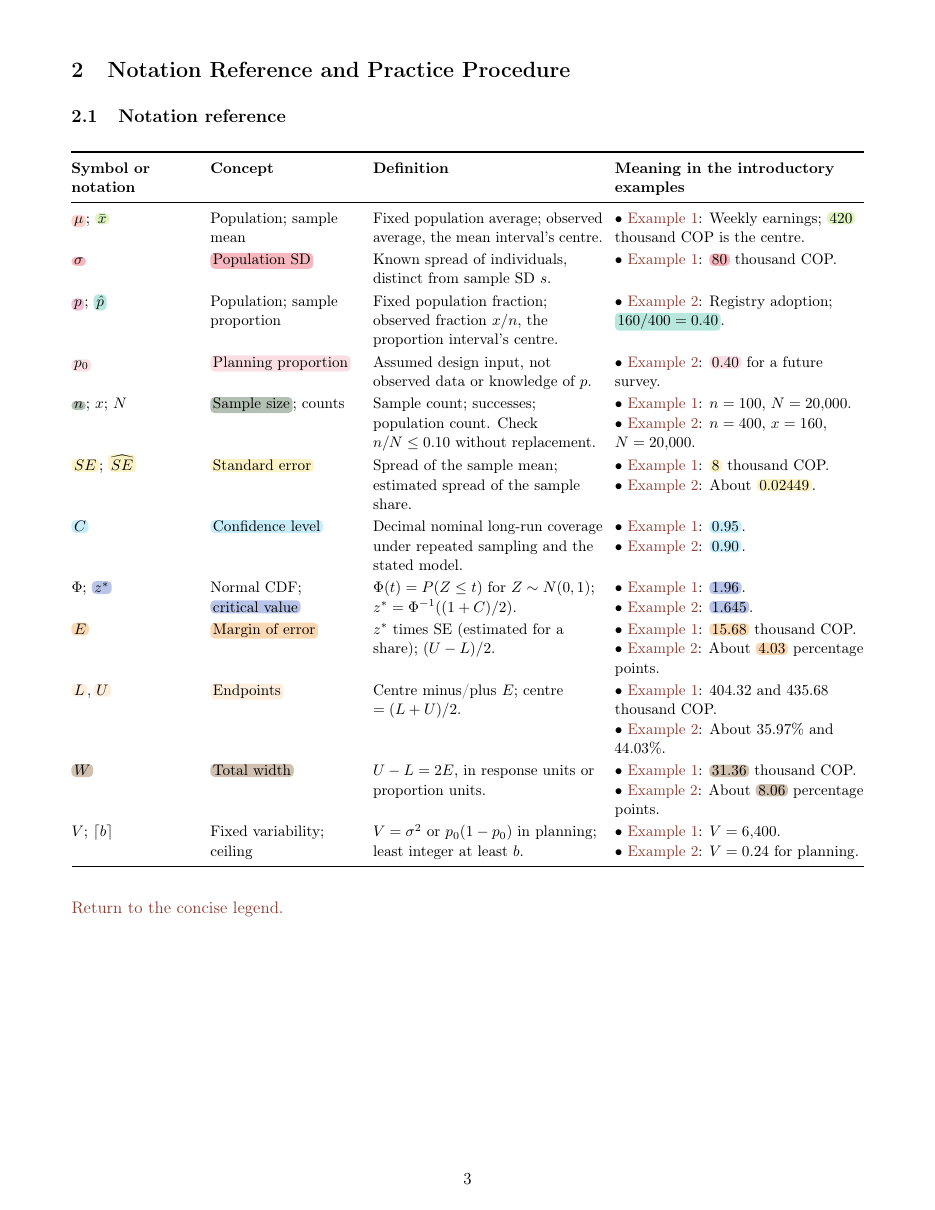 2 Notation Reference and Practice Procedure
2.1 Notation reference
Symbol or notation | Concept | Definition | Meaning in the introductory examples
μ; x̄ | Population; sample mean | Fixed population average; observed average, the mean interval's centre. | • Example 1: Weekly earnings; 420 thousand COP is the centre.
σ | Population SD | Known spread of individuals, distinct from sample SD s. | • Example 1: 80 thousand COP.
p; p̂ | Population; sample proportion | Fixed population fraction; observed fraction x/n, the proportion interval's centre. | • Example 2: Registry adoption; 160/400 = 0.40.
p₀ | Planning proportion | Assumed design input, not observed data or knowledge of p. | • Example 2: 0.40 for a future survey.
n; x; N | Sample size; counts | Sample count; successes; population count. Check n/N ≤ 0.10 without replacement. | • Example 1: n = 100, N = 20,000. • Example 2: n = 400, x = 160, N = 20,000.
SE; \widehat{SE} | Standard error | Spread of the sample mean; estimated spread of the sample share. | • Example 1: 8 thousand COP. • Example 2: About 0.02449.
C | Confidence level | Decimal nominal long-run coverage under repeated sampling and the stated model. | • Example 1: 0.95. • Example 2: 0.90.
Φ; z* | Normal CDF; critical value | Φ(t) = P(Z ≤ t) for Z ∼ N(0, 1); z* = Φ⁻¹((1 + C)/2). | • Example 1: 1.96. • Example 2: 1.645.
E | Margin of error | z* times SE (estimated for a share); (U − L)/2. | • Example 1: 15.68 thousand COP. • Example 2: About 4.03 percentage points.
L, U | Endpoints | Centre minus/plus E; centre = (L + U)/2. | • Example 1: 404.32 and 435.68 thousand COP. • Example 2: About 35.97% and 44.03%.
W | Total width | U − L = 2E, in response units or proportion units. | • Example 1: 31.36 thousand COP. • Example 2: About 8.06 percentage points.
V; ⌈b⌉ | Fixed variability; ceiling | V = σ² or p₀(1 − p₀) in planning; least integer at least b. | • Example 1: V = 6,400. • Example 2: V = 0.24 for planning.
Return to the concise legend.
3